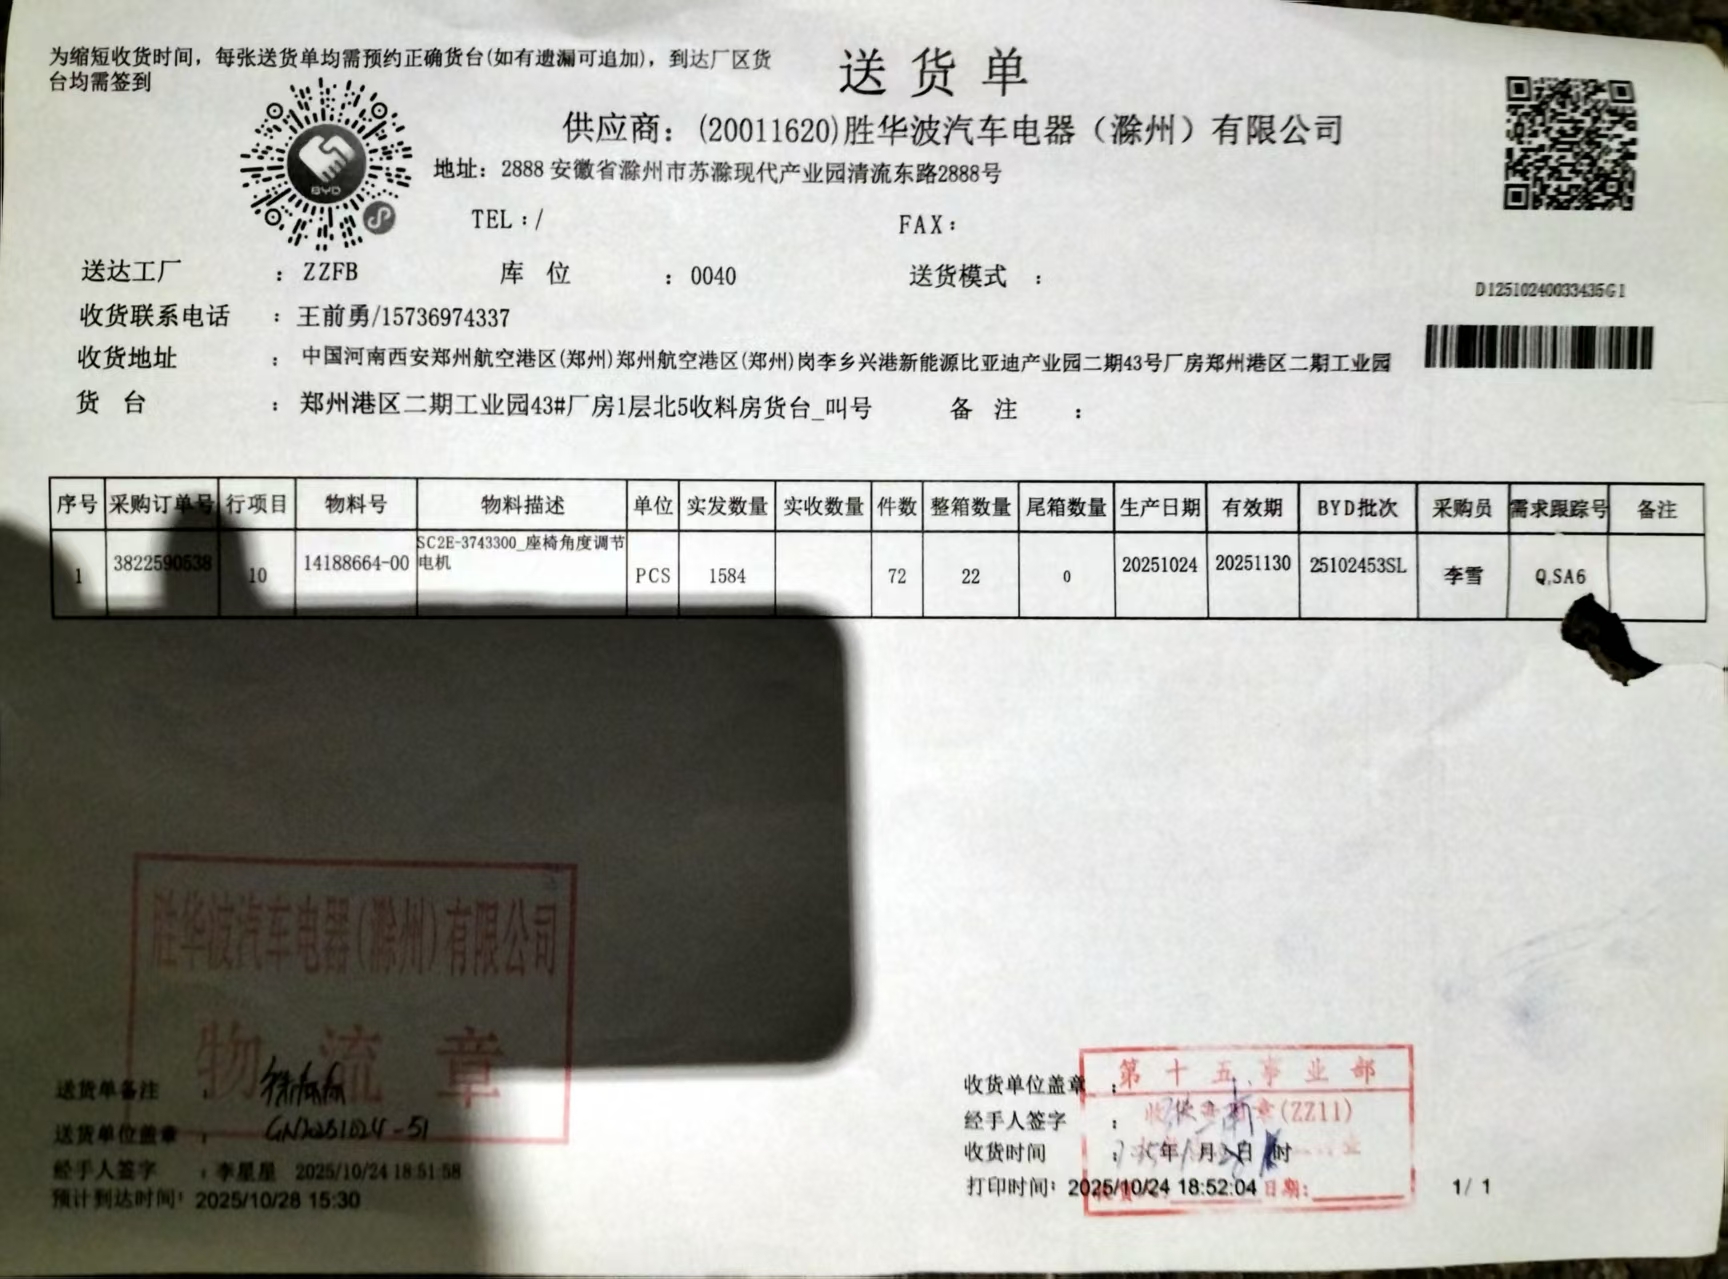 为缩短收货时间，每张送货单均需预约正确货台(如有遗漏可追加)，到达厂区货
台均需签到
送货单
BYD
供应商：(20011620)胜华波汽车电器（滁州）有限公司
地址：2888 安徽省滁州市苏滁现代产业园清流东路2888号
TEL：/ FAX：
送达工厂 ：ZZFB 库 位 ：0040 送货模式 ：
D12510240033435G1
收货联系电话 ：王前勇/15736974337
收货地址 ：中国河南西安郑州航空港区(郑州)郑州航空港区(郑州)岗李乡兴港新能源比亚迪产业园二期43号厂房郑州港区二期工业园
货 台 ：郑州港区二期工业园43#厂房1层北5收料房货台_叫号 备 注 ：
序号 采购订单号 行项目 物料号 物料描述 单位 实发数量 实收数量 件数 整箱数量 尾箱数量 生产日期 有效期 BYD批次 采购员 需求跟踪号 备注
1 3822590538 10 14188664-00 SC2E-3743300_座椅角度调节
电机 PCS 1584 72 22 0 20251024 20251130 25102453SL 李雪 Q,SA6
胜华波汽车电器(滁州)有限公司
物流章
送货单备注 ：
送货单位盖章 ： GN20251024-51
经手人签字 ：李星星 2025/10/24 18:51:58
预计到达时间：2025/10/28 15:30
收货单位盖章 ：
第十五事业部
章(ZZ11)
经手人签字 ：
收货时间 ： 年 月 日 时
打印时间：2025/10/24 18:52:04 日期：
1/ 1